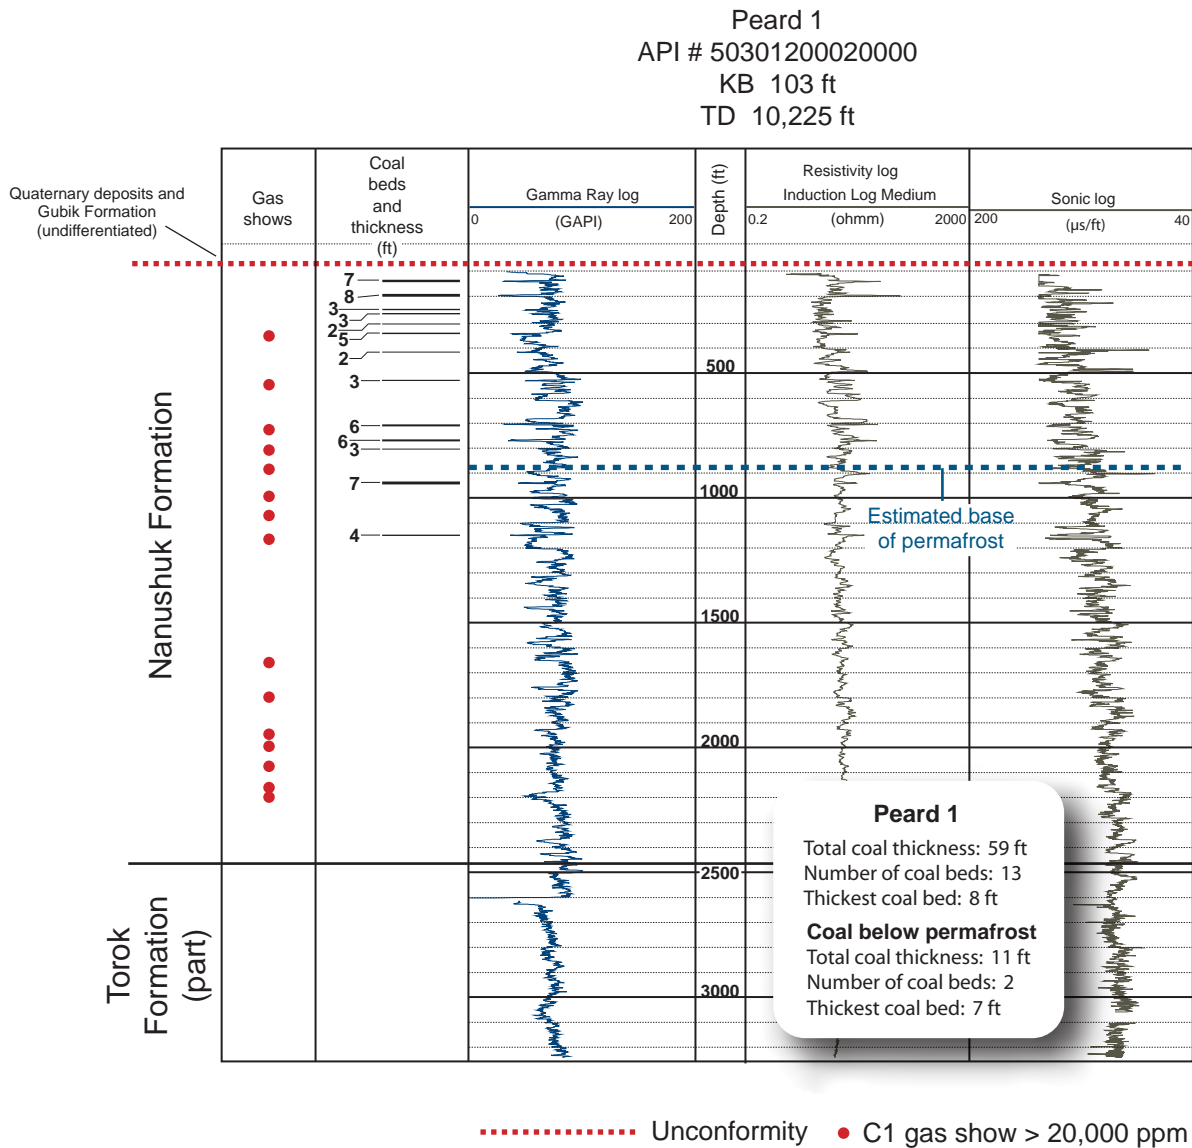 Peard 1
API # 50301200020000
KB 103 ft
TD 10,225 ft
Quaternary deposits and
Gubik Formation
(undifferentiated)
Gas
shows
Coal
beds
and
thickness
(ft)
Gamma Ray log
0 (GAPI) 200
Depth (ft)
Resistivity log
Induction Log Medium
0.2 (ohmm) 2000
Sonic log
200 (µs/ft) 40
7
8
3
3
2
5
2
3
6
6
3
7
4
500
1000
1500
2000
2500
3000
Estimated base
of permafrost
Nanushuk Formation
Torok
Formation
(part)
Peard 1
Total coal thickness: 59 ft
Number of coal beds: 13
Thickest coal bed: 8 ft
Coal below permafrost
Total coal thickness: 11 ft
Number of coal beds: 2
Thickest coal bed: 7 ft
Unconformity
C1 gas show > 20,000 ppm